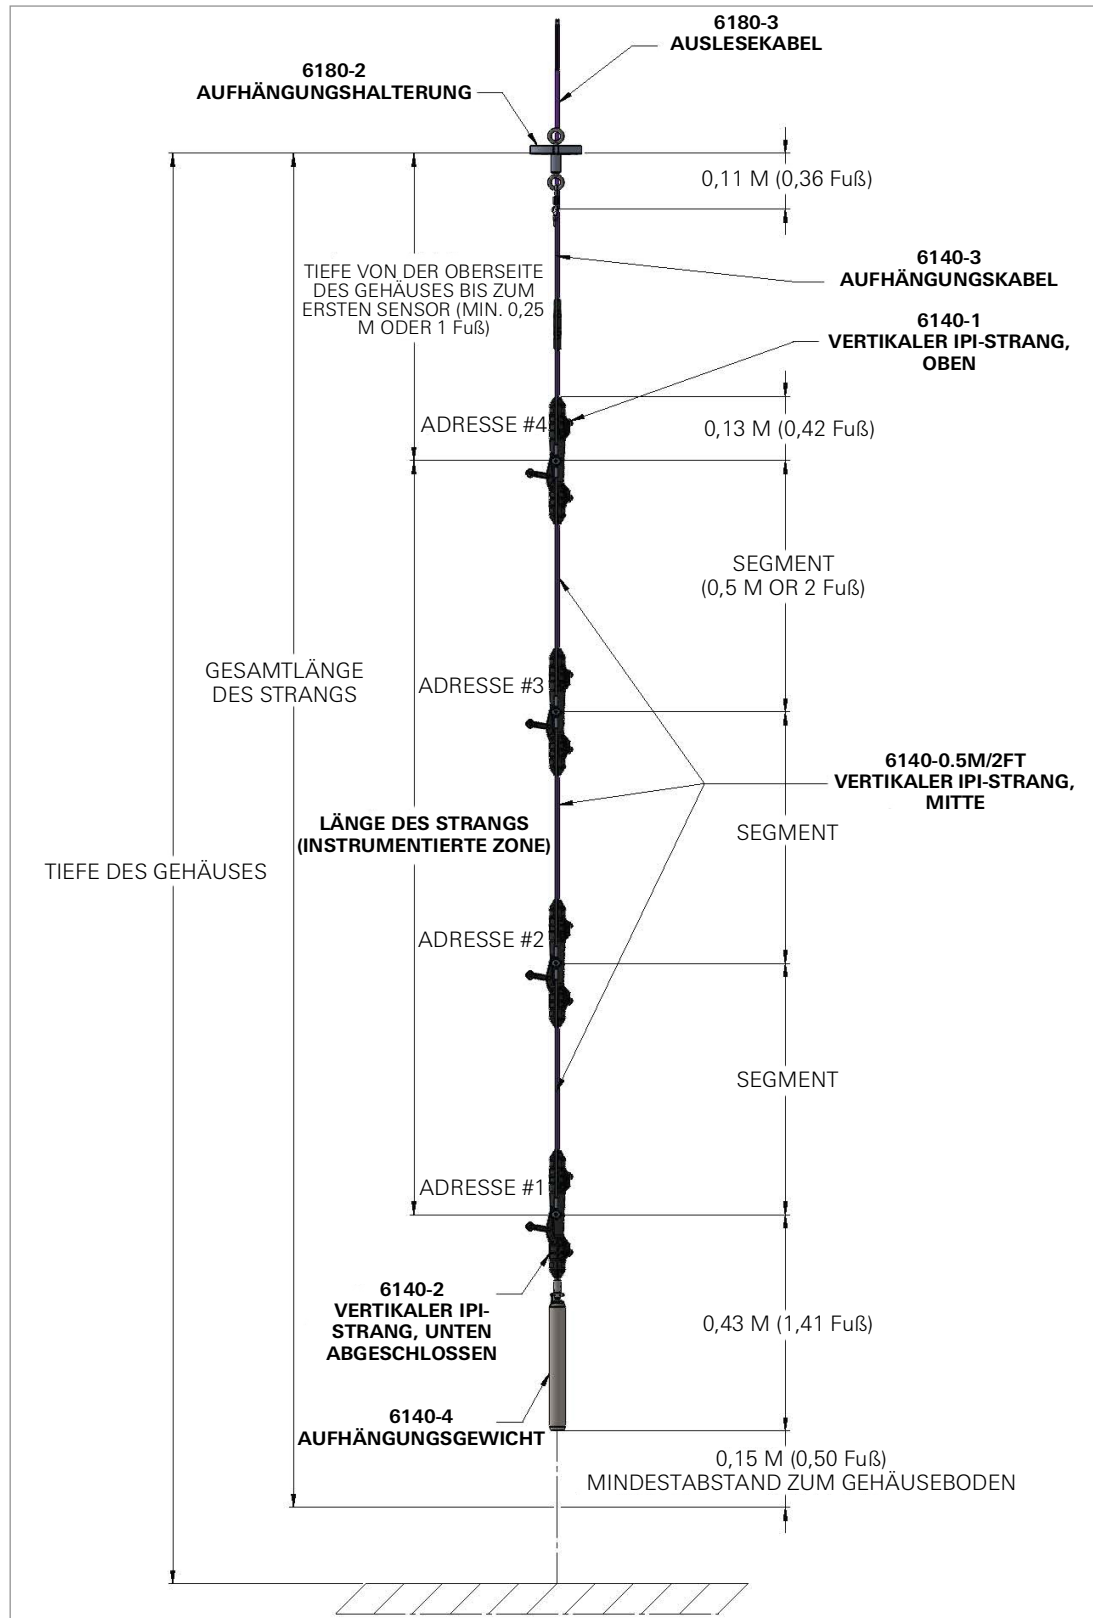 6180-3
AUSLESEKABEL
6180-2
AUFHÄNGUNGSHALTERUNG
0,11 M (0,36 Fuß)
TIEFE VON DER OBERSEITE
DES GEHÄUSES BIS ZUM
ERSTEN SENSOR (MIN. 0,25
M ODER 1 Fuß)
6140-3
AUFHÄNGUNGSKABEL
6140-1
VERTIKALER IPI-STRANG,
OBEN
ADRESSE #4
0,13 M (0,42 Fuß)
SEGMENT
(0,5 M OR 2 Fuß)
GESAMTLÄNGE
DES STRANGS
ADRESSE #3
6140-0.5M/2FT
VERTIKALER IPI-STRANG,
MITTE
LÄNGE DES STRANGS
(INSTRUMENTIERTE ZONE)
SEGMENT
TIEFE DES GEHÄUSES
ADRESSE #2
SEGMENT
ADRESSE #1
6140-2
VERTIKALER IPI-
STRANG, UNTEN
ABGESCHLOSSEN
0,43 M (1,41 Fuß)
6140-4
AUFHÄNGUNGSGEWICHT
0,15 M (0,50 Fuß)
MINDESTABSTAND ZUM GEHÄUSEBODEN